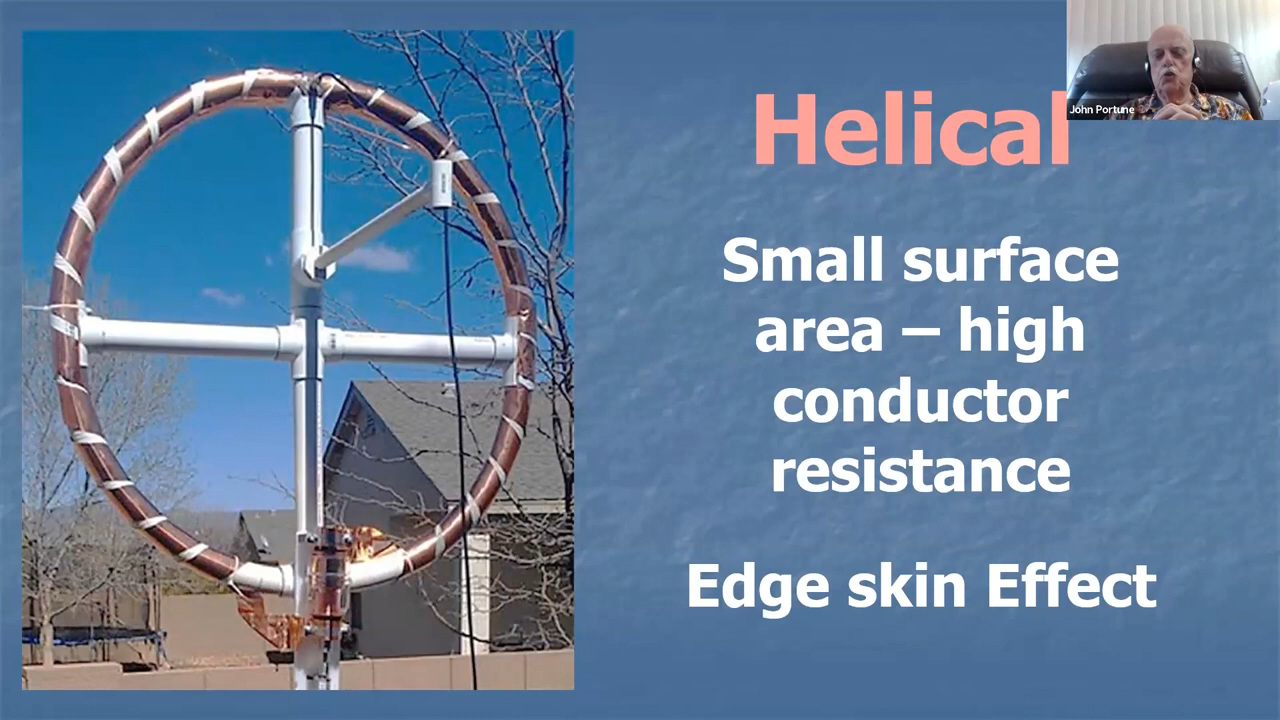 Helical
John Portune
Small surface
area – high
conductor
resistance
Edge skin Effect